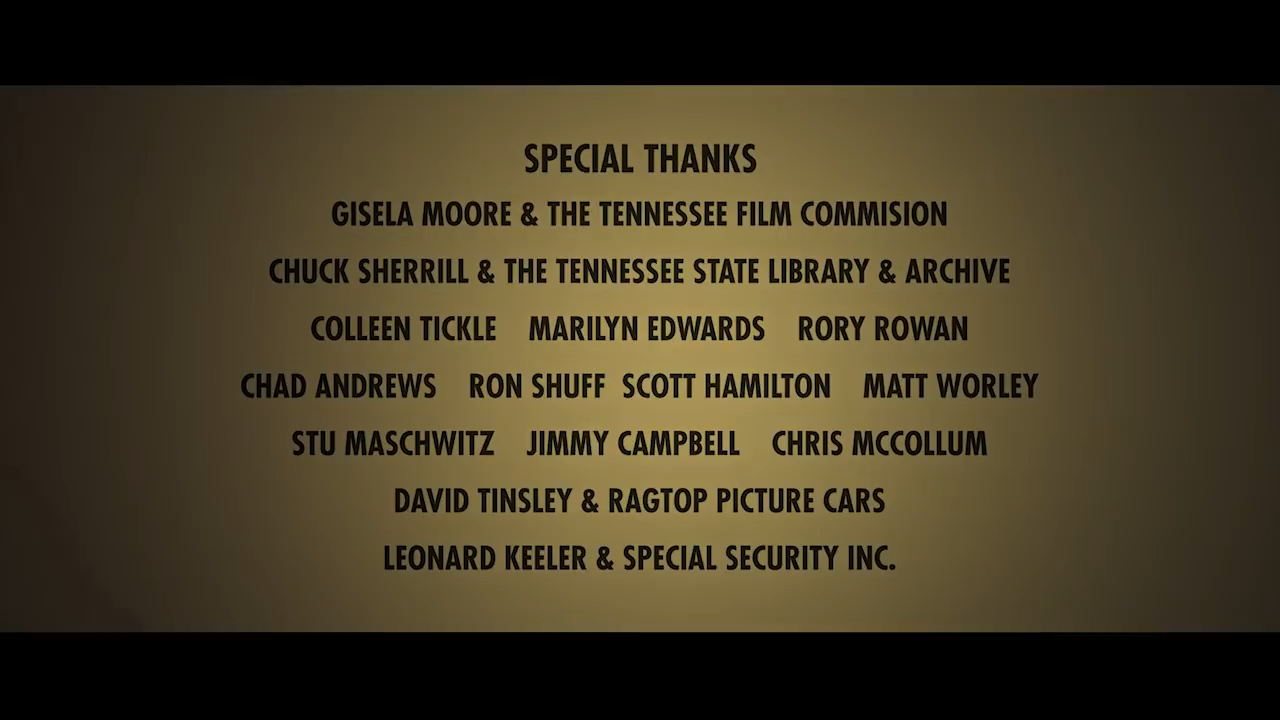 SPECIAL THANKS
GISELA MOORE & THE TENNESSEE FILM COMMISION
CHUCK SHERRILL & THE TENNESSEE STATE LIBRARY & ARCHIVE
COLLEEN TICKLE MARILYN EDWARDS RORY ROWAN
CHAD ANDREWS RON SHUFF SCOTT HAMILTON MATT WORLEY
STU MASCHWITZ JIMMY CAMPBELL CHRIS MCCOLLUM
DAVID TINSLEY & RAGTOP PICTURE CARS
LEONARD KEELER & SPECIAL SECURITY INC.